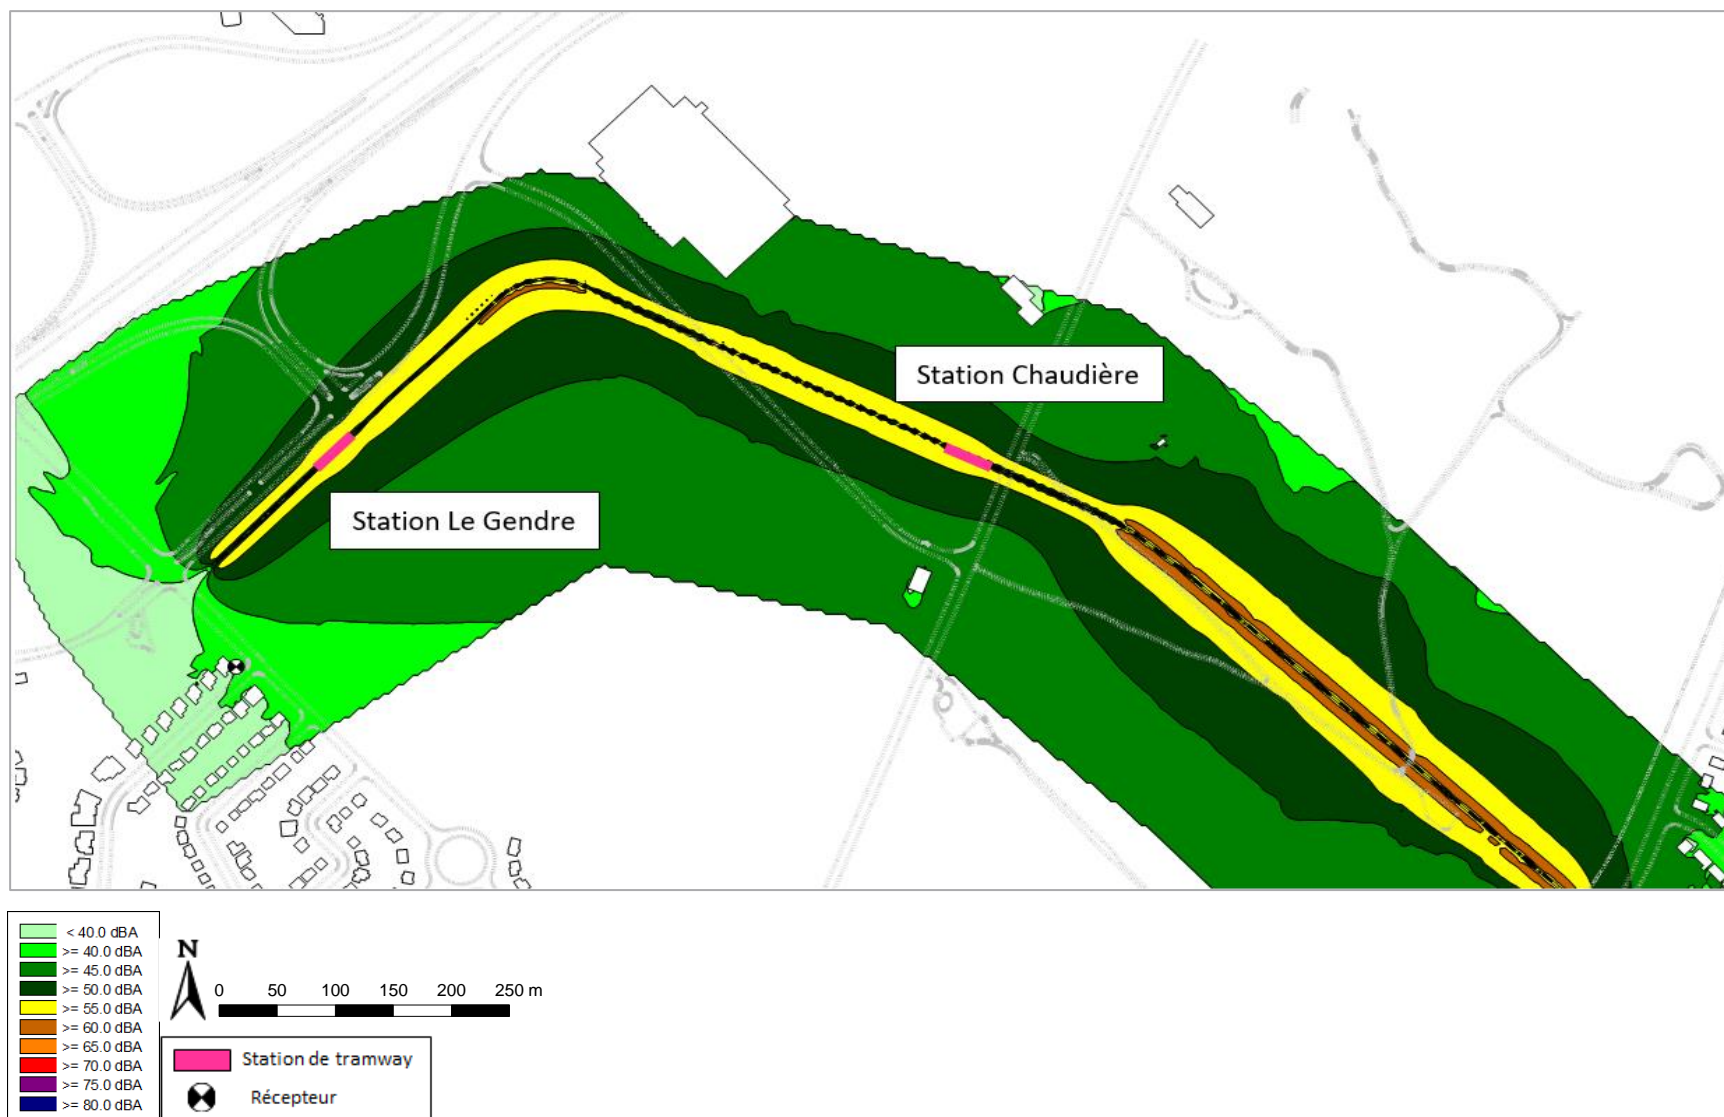 Station Chaudière
Station Le Gendre
< 40.0 dBA
>= 40.0 dBA
>= 45.0 dBA
>= 50.0 dBA
>= 55.0 dBA
>= 60.0 dBA
>= 65.0 dBA
>= 70.0 dBA
>= 75.0 dBA
>= 80.0 dBA
N
0 50 100 150 200 250 m
Station de tramway
Récepteur